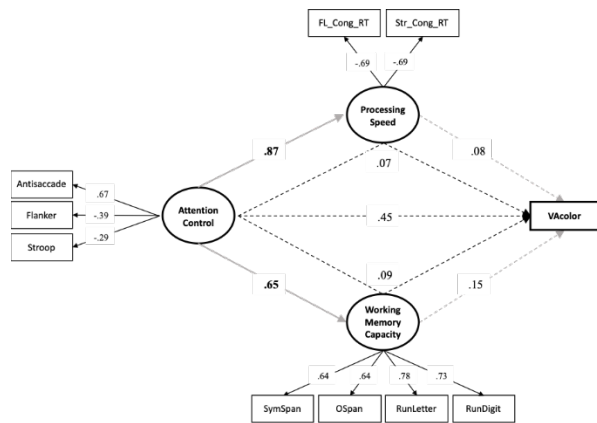 FL_Cong_RT Str_Cong_RT
-.69 -.69
Processing
Speed
.87 .07 .08
Antisaccade .67
Flanker -.39
Stroop -.29
Attention
Control
.45
VAcolor
.65 .09 .15
Working
Memory
Capacity
.64 .64 .78 .73
SymSpan OSpan RunLetter RunDigit